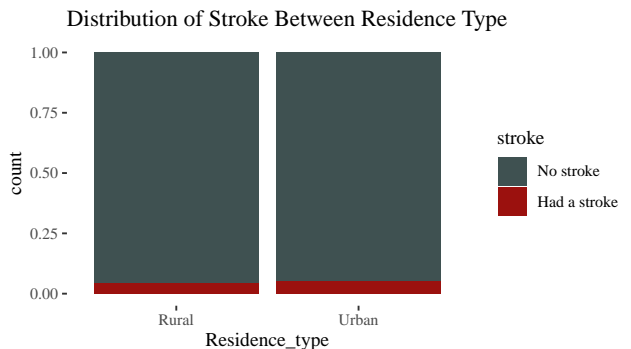 Distribution of Stroke Between Residence Type
1.00
0.75
0.50
0.25
0.00
count
Rural
Urban
Residence_type
stroke
No stroke
Had a stroke